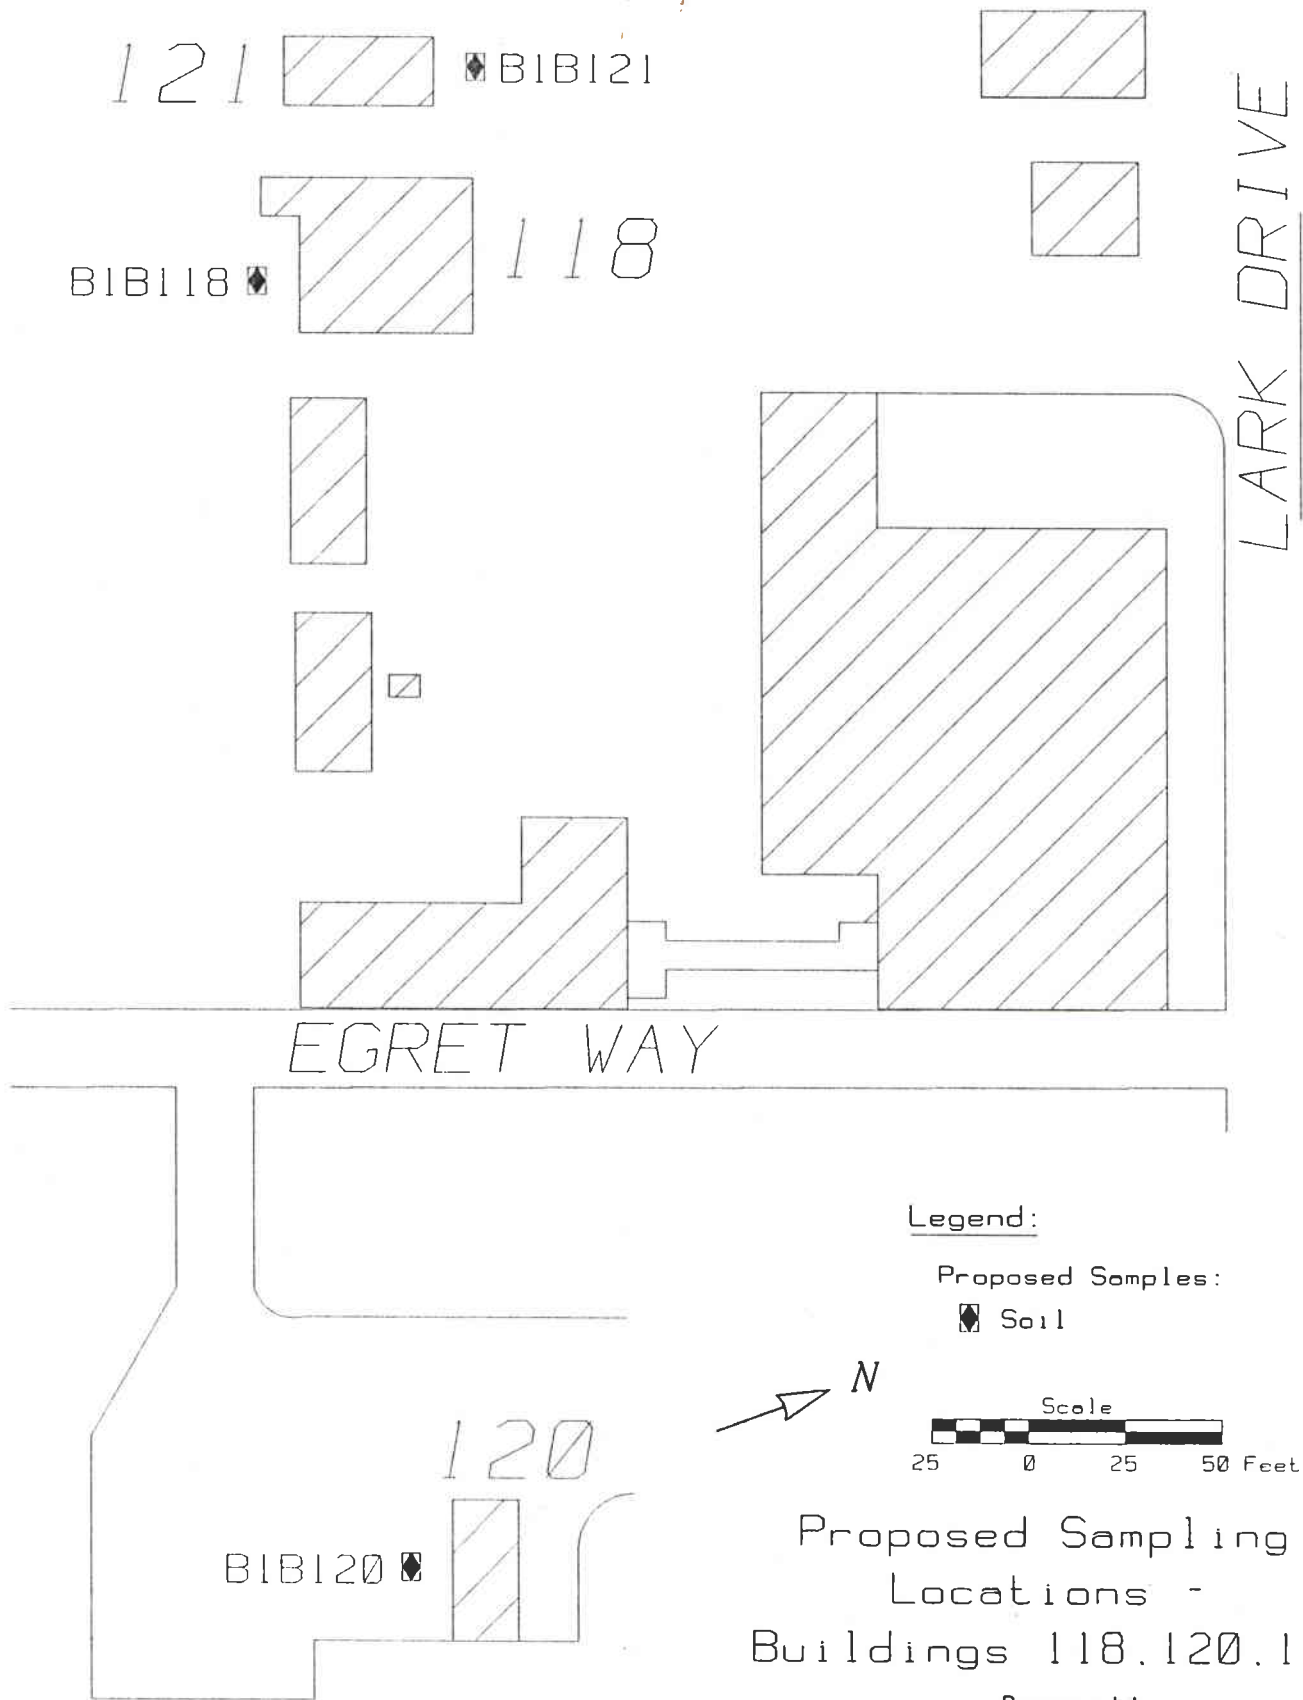 121
B1B121
118
B1B118
LARK DRIVE
EGRET WAY
Legend:
Proposed Samples:
Soil
N
Scale
25 0 25 50 Feet
120
B1B120
Proposed Sampling
Locations -
Buildings 118.120.1